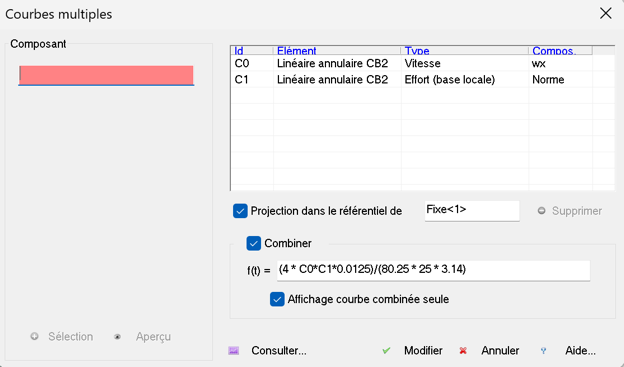 Courbes multiples
Composant
Id Elément Type Compos.
C0 Linéaire annulaire CB2 Vitesse wx
C1 Linéaire annulaire CB2 Effort (base locale) Norme
Projection dans le référentiel de Fixe<1> Supprimer
Combiner
f(t) = (4 * C0*C1*0.0125)/(80.25 * 25 * 3.14)
Affichage courbe combinée seule
Sélection Aperçu
Consulter... Modifier Annuler Aide...